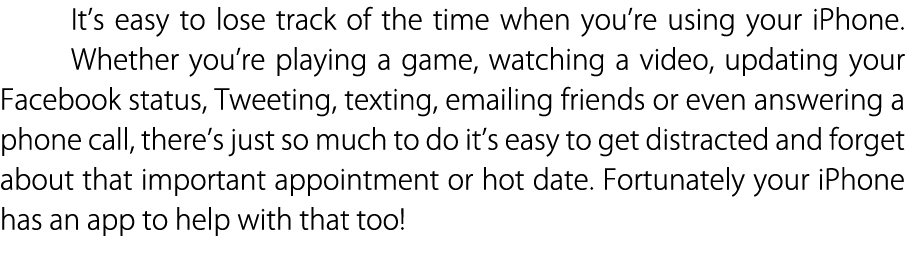 It’s easy to lose track of the time when you’re using your iPhone.
Whether you’re playing a game, watching a video, updating your
Facebook status, Tweeting, texting, emailing friends or even answering a
phone call, there’s just so much to do it’s easy to get distracted and forget
about that important appointment or hot date. Fortunately your iPhone
has an app to help with that too!